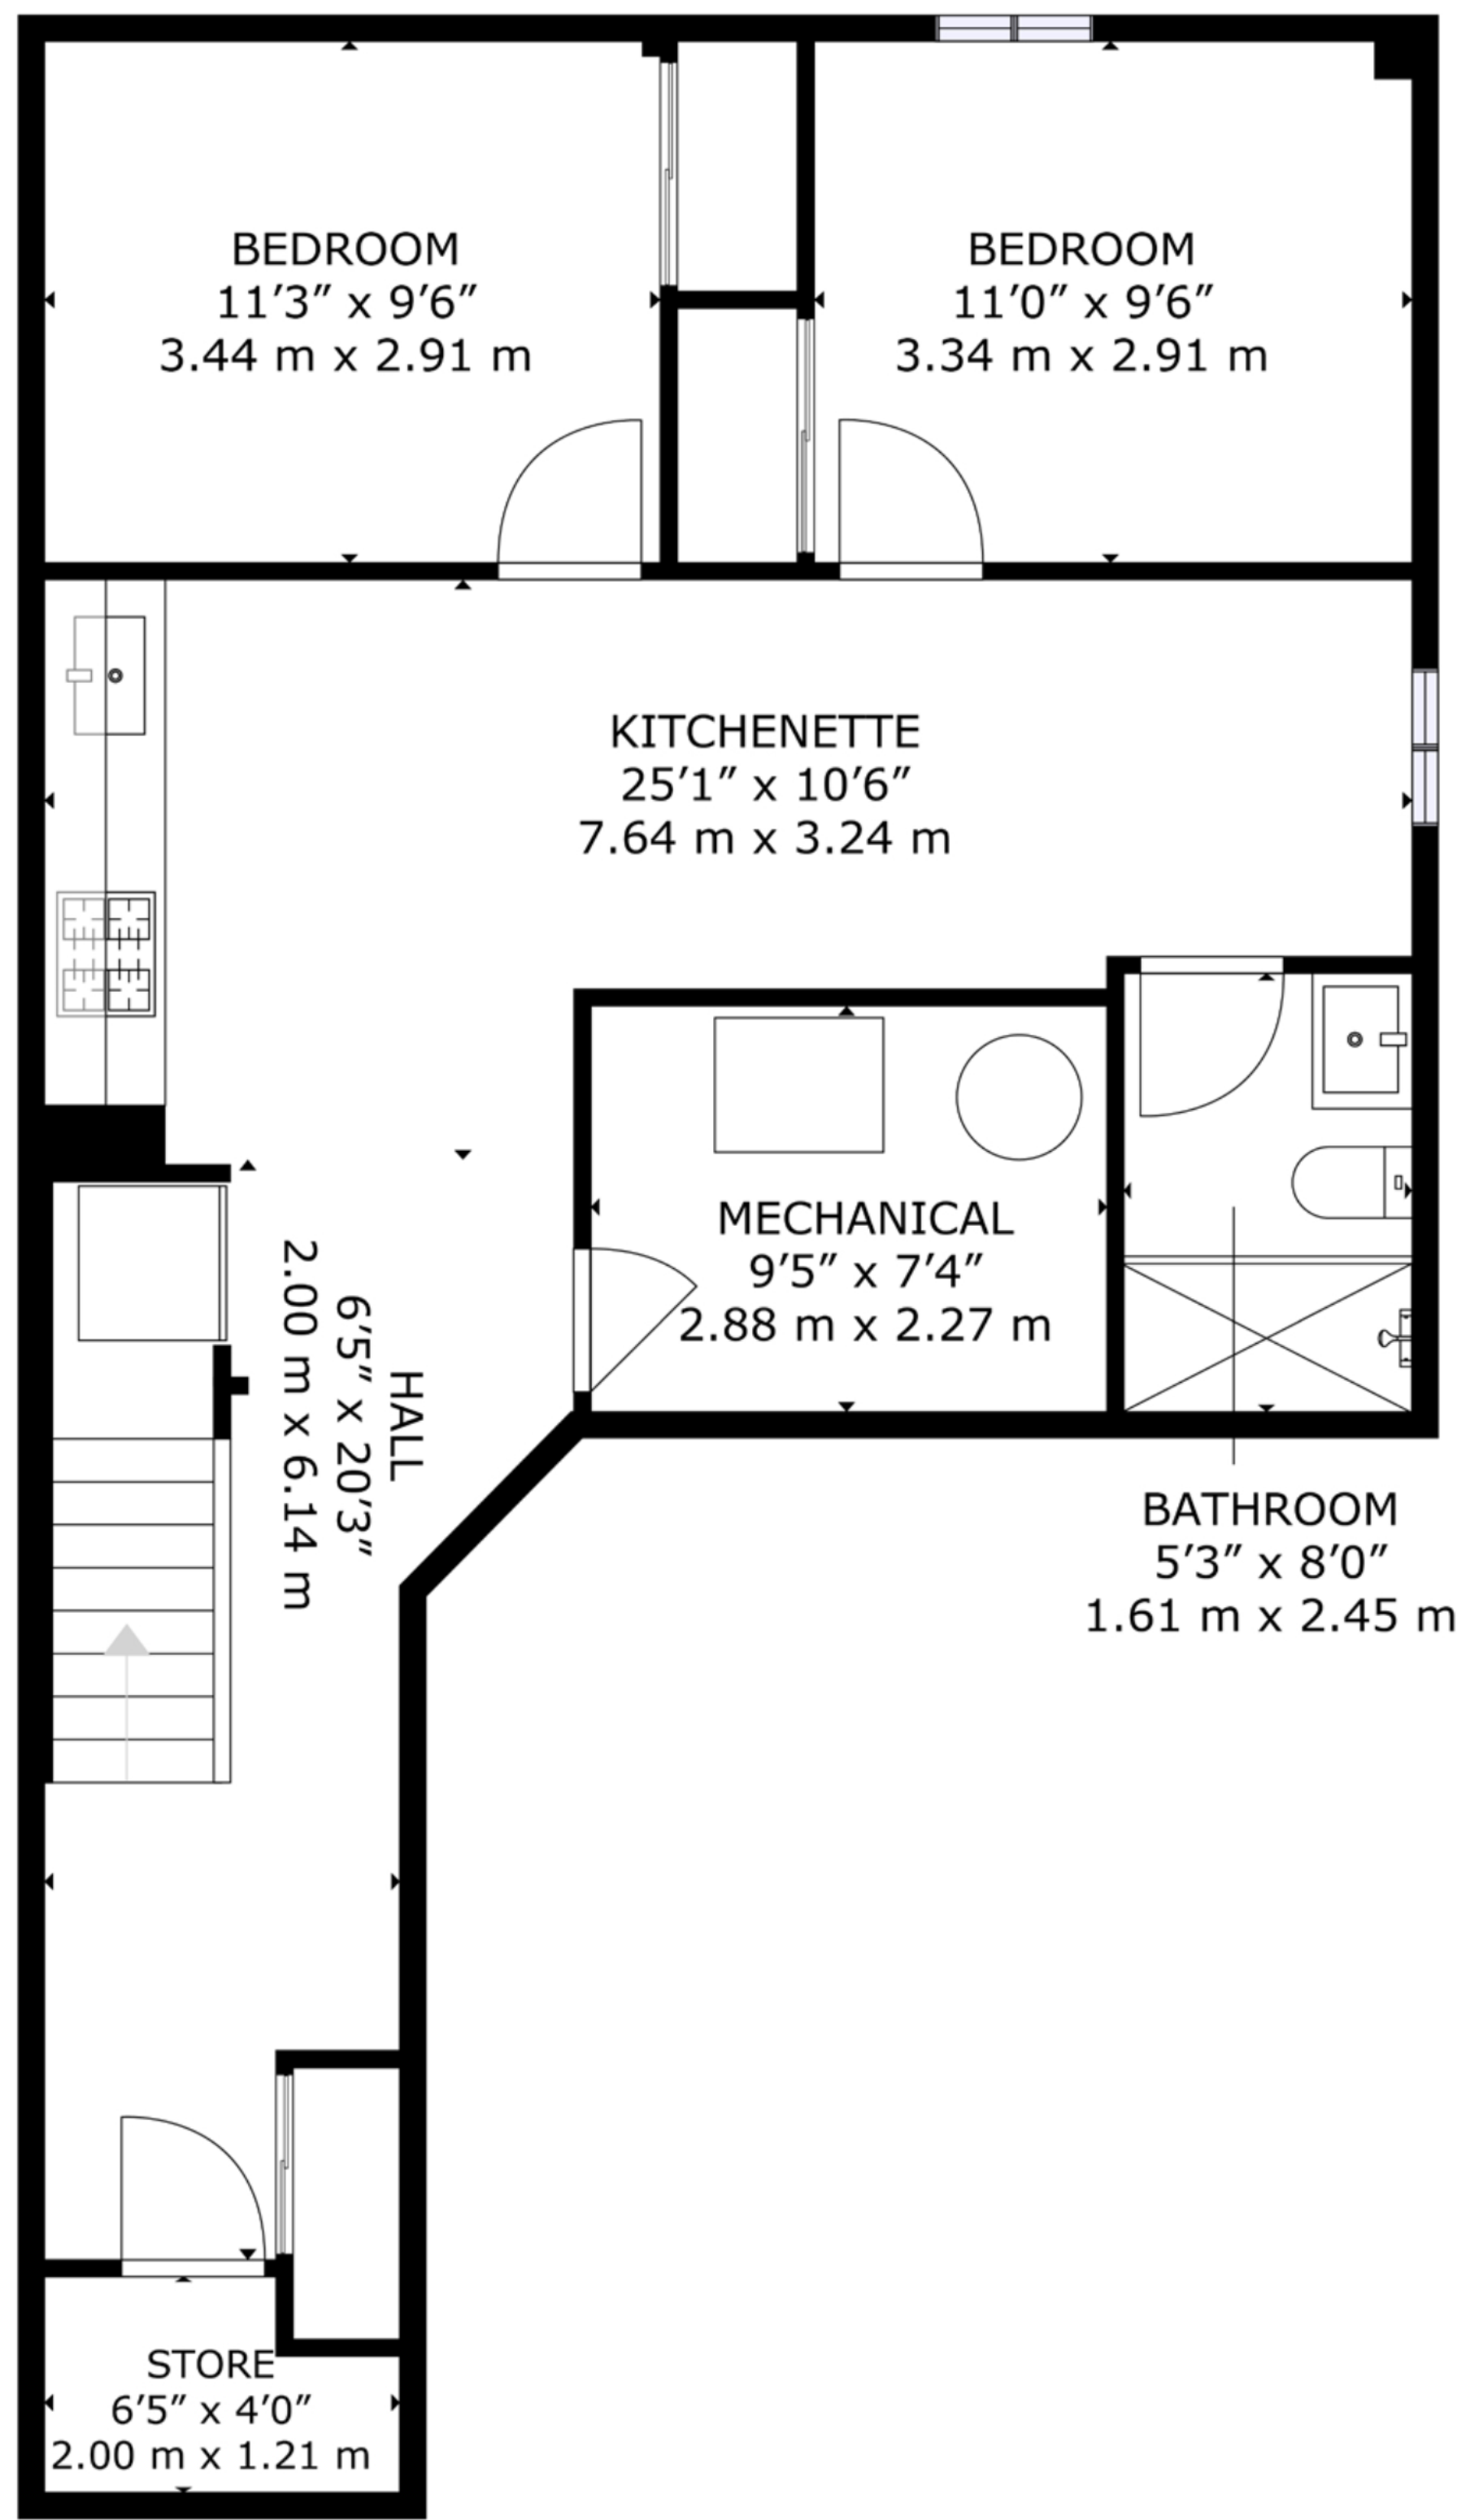 BEDROOM
11′3″ x 9′6″
3.44 m x 2.91 m
BEDROOM
11′0″ x 9′6″
3.34 m x 2.91 m
KITCHENETTE
25′1″ x 10′6″
7.64 m x 3.24 m
MECHANICAL
9′5″ x 7′4″
2.88 m x 2.27 m
HALL
6′5″ x 20′3″
2.00 m x 6.14 m
BATHROOM
5′3″ x 8′0″
1.61 m x 2.45 m
STORE
6′5″ x 4′0″
2.00 m x 1.21 m